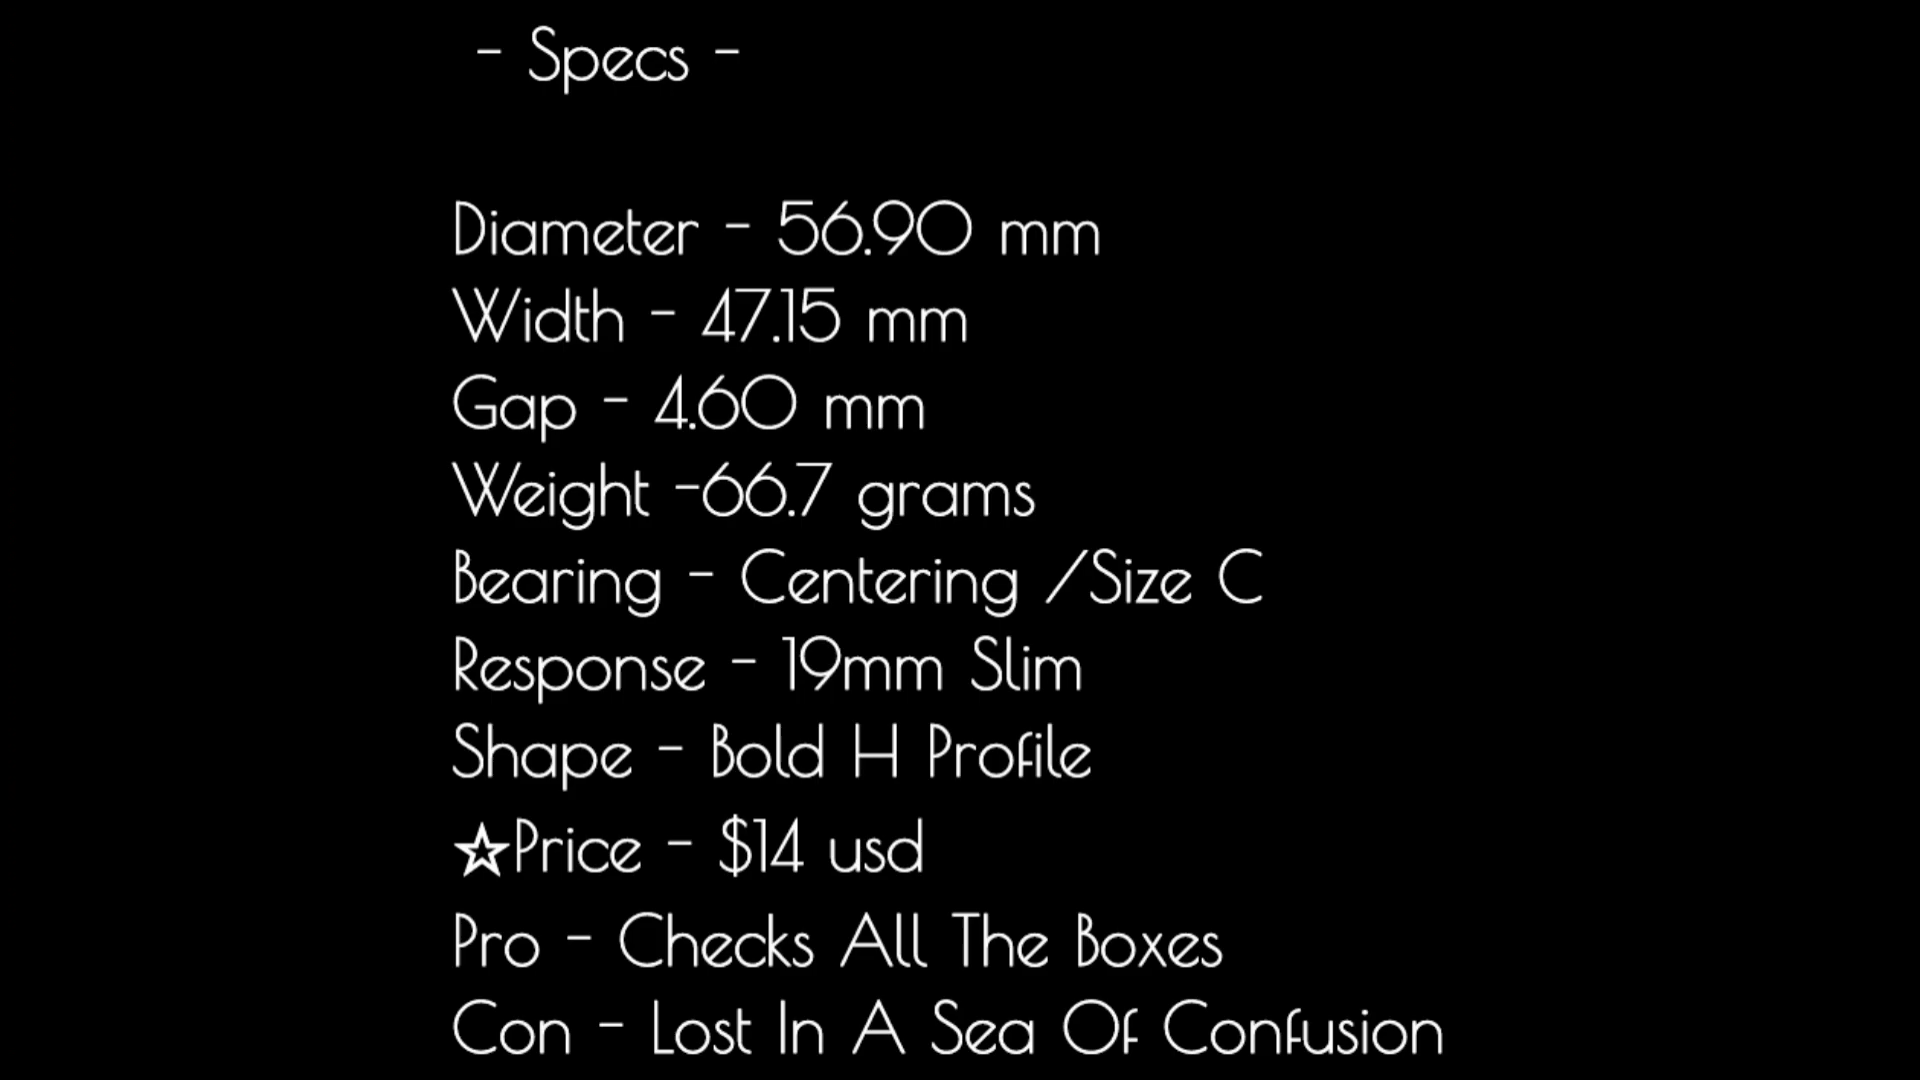 - Specs -
Diameter - 56.90 mm
Width - 47.15 mm
Gap - 4.60 mm
Weight -66.7 grams
Bearing - Centering /Size C
Response - 19mm Slim
Shape - Bold H Profile
☆Price - $14 usd
Pro - Checks All The Boxes
Con - Lost In A Sea Of Confusion